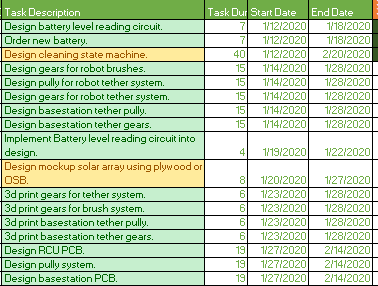 Task Description Task Dur Start Date End Date
Design battery level reading circuit. 7 1/12/2020 1/18/2020
Order new battery. 7 1/12/2020 1/18/2020
Design cleaning state machine. 40 1/12/2020 2/20/2020
Design gears for robot brushes. 15 1/14/2020 1/28/2020
Design pully for robot tether system. 15 1/14/2020 1/28/2020
Design gears for robot tether system. 15 1/14/2020 1/28/2020
Design basestation tether pully. 15 1/14/2020 1/28/2020
Design basestation tether gears. 15 1/14/2020 1/28/2020
Implement Battery level reading circuit into
design. 4 1/19/2020 1/22/2020
Design mockup solar array using plywood or
OSB. 8 1/20/2020 1/27/2020
3d print gears for tether system. 6 1/23/2020 1/28/2020
3d print gears for brush system. 6 1/23/2020 1/28/2020
3d print basestation tether pully. 6 1/23/2020 1/28/2020
3d print basestation tether gears. 6 1/23/2020 1/28/2020
Design RCU PCB. 19 1/27/2020 2/14/2020
Design pully system. 19 1/27/2020 2/14/2020
Design basestation PCB. 19 1/27/2020 2/14/2020